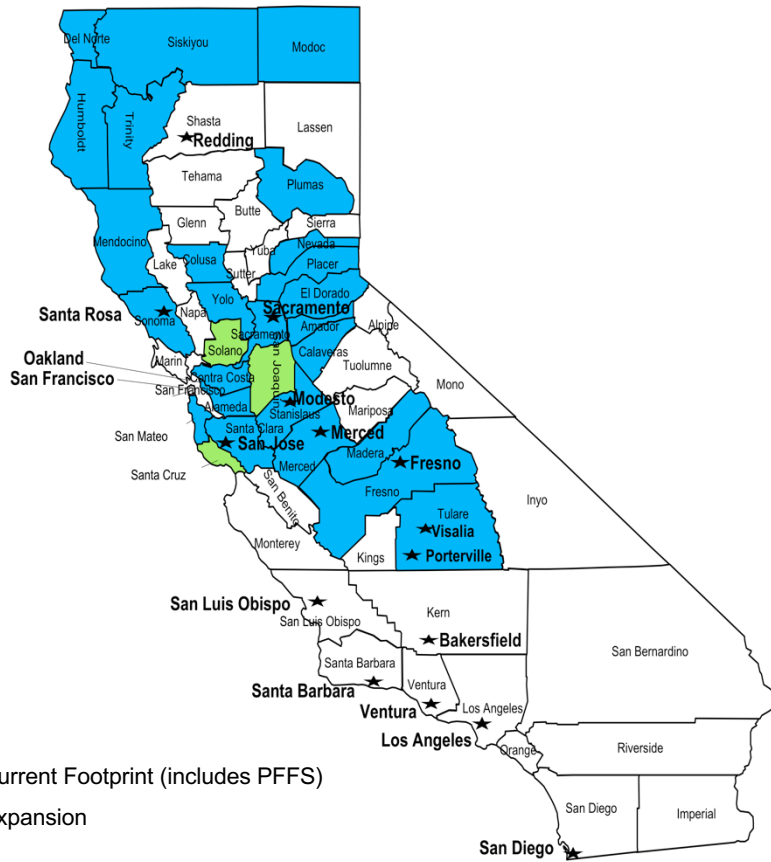 Del Norte
Siskiyou
Modoc
Humboldt
Trinity
Shasta
Redding
Lassen
Tehama
Plumas
Butte
Glenn
Sierra
Mendocino
Nevada
Yuba
Colusa
Placer
Lake
Sutter
El Dorado
Yolo
Sacramento
Santa Rosa
Sonoma
Napa
Amador
Alpine
Sacramento
Solano
San Joaquin
Calaveras
Oakland
Marin
Tuolumne
San Francisco
Contra Costa
Mono
San Francisco
Modesto
Alameda
Stanislaus
Mariposa
San Mateo
Santa Clara
Merced
San Jose
Madera
Fresno
Merced
Santa Cruz
San Benito
Fresno
Inyo
Tulare
Visalia
Monterey
Kings
Porterville
San Luis Obispo
Kern
San Luis Obispo
Bakersfield
San Bernardino
Santa Barbara
Ventura
Santa Barbara
Los Angeles
Ventura
Los Angeles
Orange
Riverside
urrent Footprint (includes PFFS)
San Diego
Imperial
xpansion
San Diego